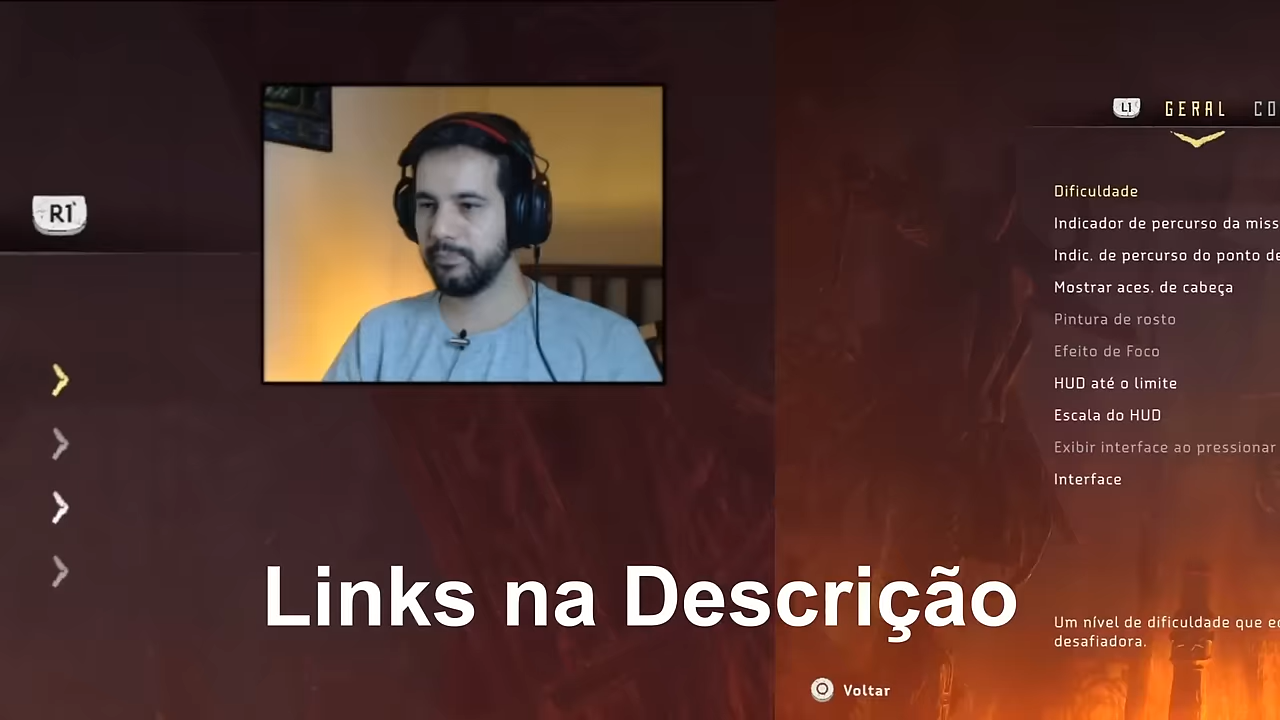 R1
L1 GERAL CO
Dificuldade
Indicador de percurso da miss
Indic. de percurso do ponto de
Mostrar aces. de cabeça
Pintura de rosto
Efeito de Foco
HUD até o limite
Escala do HUD
Exibir interface ao pressionar
Interface
Links na Descrição
Um nível de dificuldade que eq
desafiadora.
Voltar